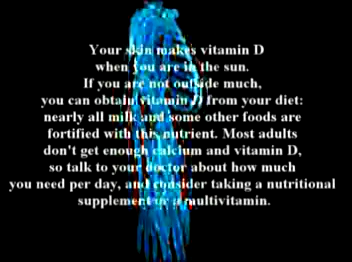 Your skin makes vitamin D
when you are in the sun.
If you are not outside much,
you can obtain vitamin D from your diet:
nearly all milk and some other foods are
fortified with this nutrient. Most adults
don't get enough calcium and vitamin D,
so talk to your doctor about how much
you need per day, and consider taking a nutritional
supplement or a multivitamin.